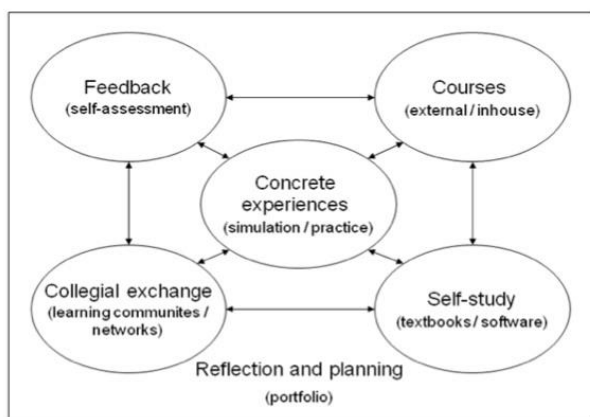 Feedback
(self-assessment)
Courses
(external / inhouse)
Concrete
experiences
(simulation / practice)
Collegial exchange
(learning communites /
networks)
Self-study
(textbooks / software)
Reflection and planning
(portfolio)